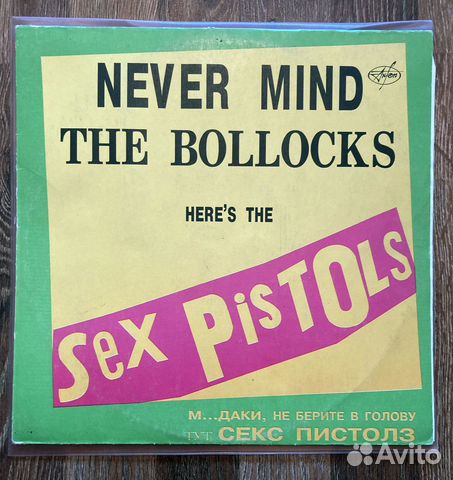 NEVER MIND
THE BOLLOCKS
HERE'S THE
Sex PisTOLs
М...ДАКИ, НЕ БЕРИТЕ В ГОЛОВУ
ТУТ СЕКС ПИСТОЛЗ
Avito